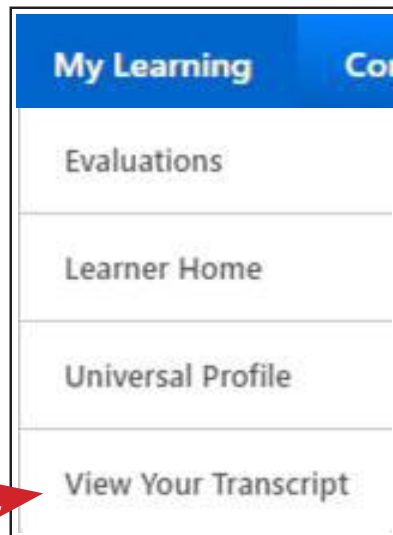 My Learning
Evaluations
Learner Home
Universal Profile
View Your Transcript